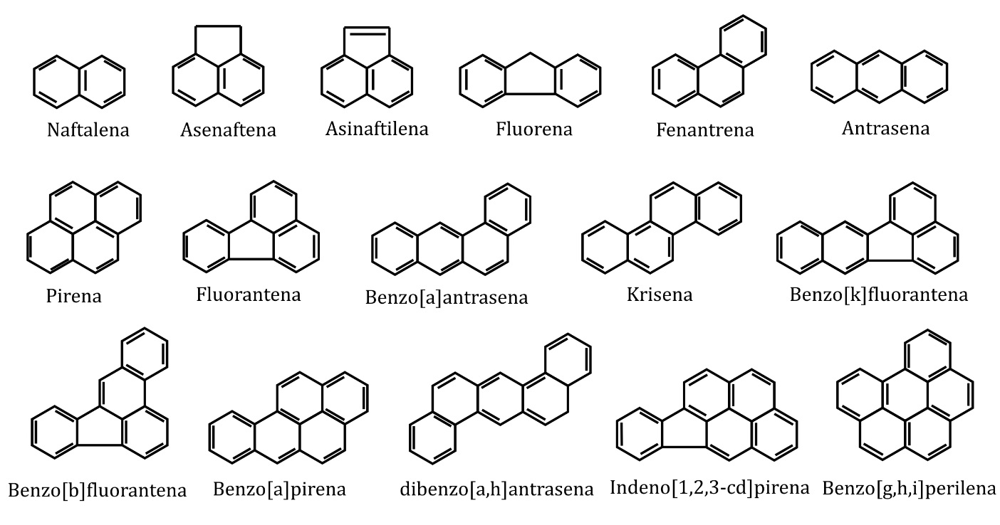 Naftalena
Asenaftena
Asinaftilena
Fluorena
Fenantrena
Antrasena
Pirena
Fluorantena
Benzo[a]antrasena
Krisena
Benzo[k]fluorantena
Benzo[b]fluorantena
Benzo[a]pirena
dibenzo[a,h]antrasena
Indeno[1,2,3-cd]pirena
Benzo[g,h,i]perilena